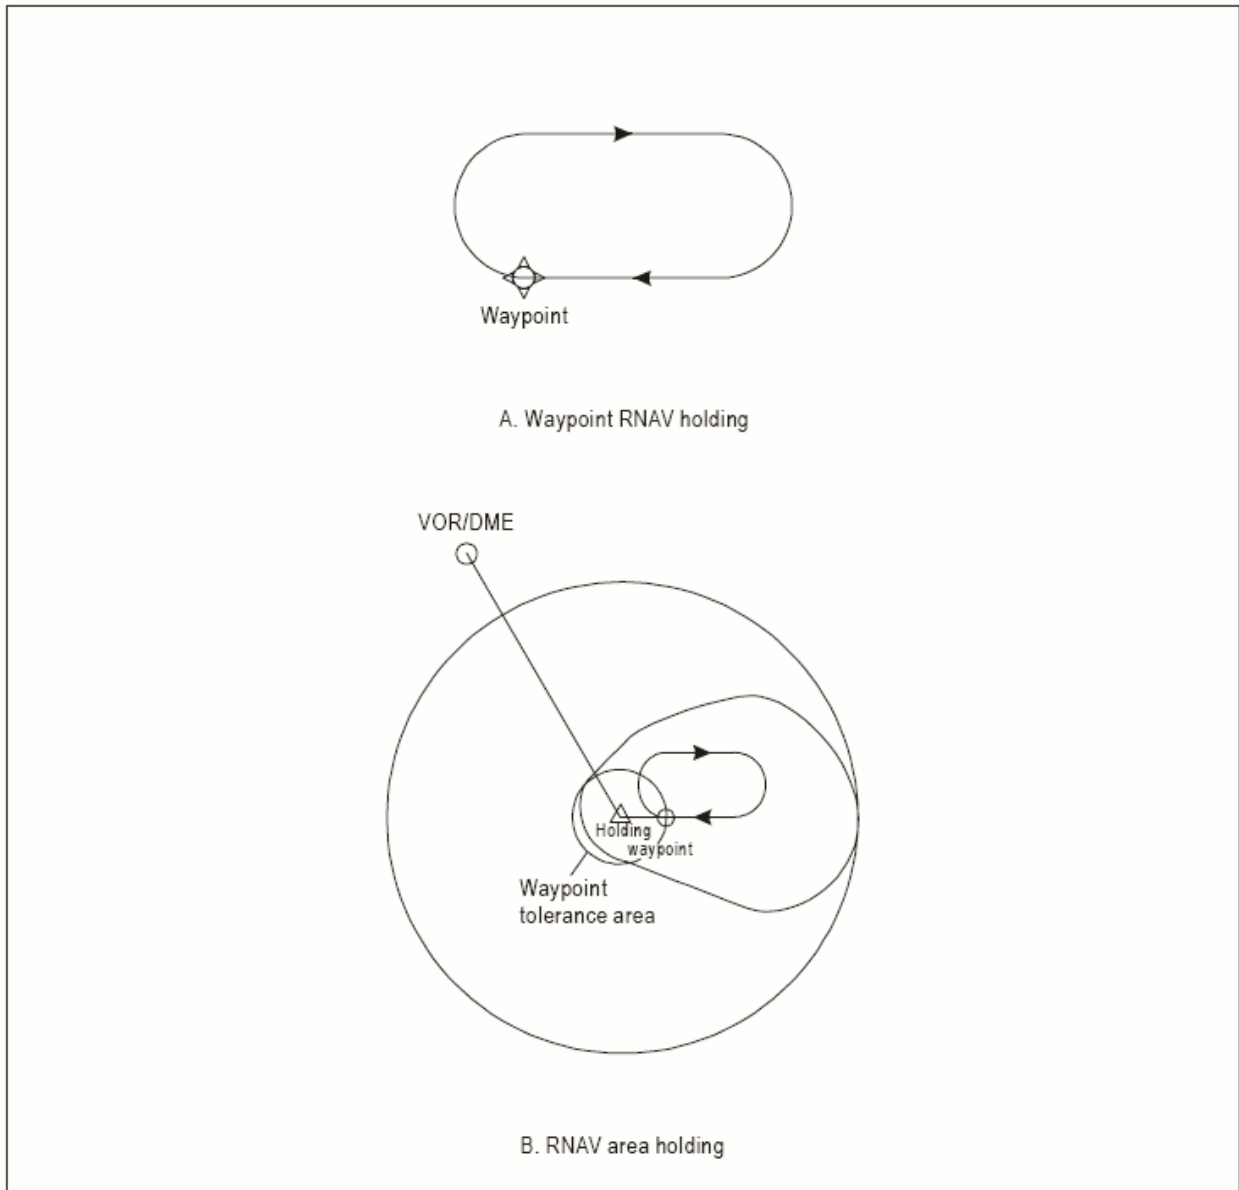 Waypoint
A. Waypoint RNAV holding
VOR/DME
Holding
waypoint
Waypoint
tolerance area
B. RNAV area holding